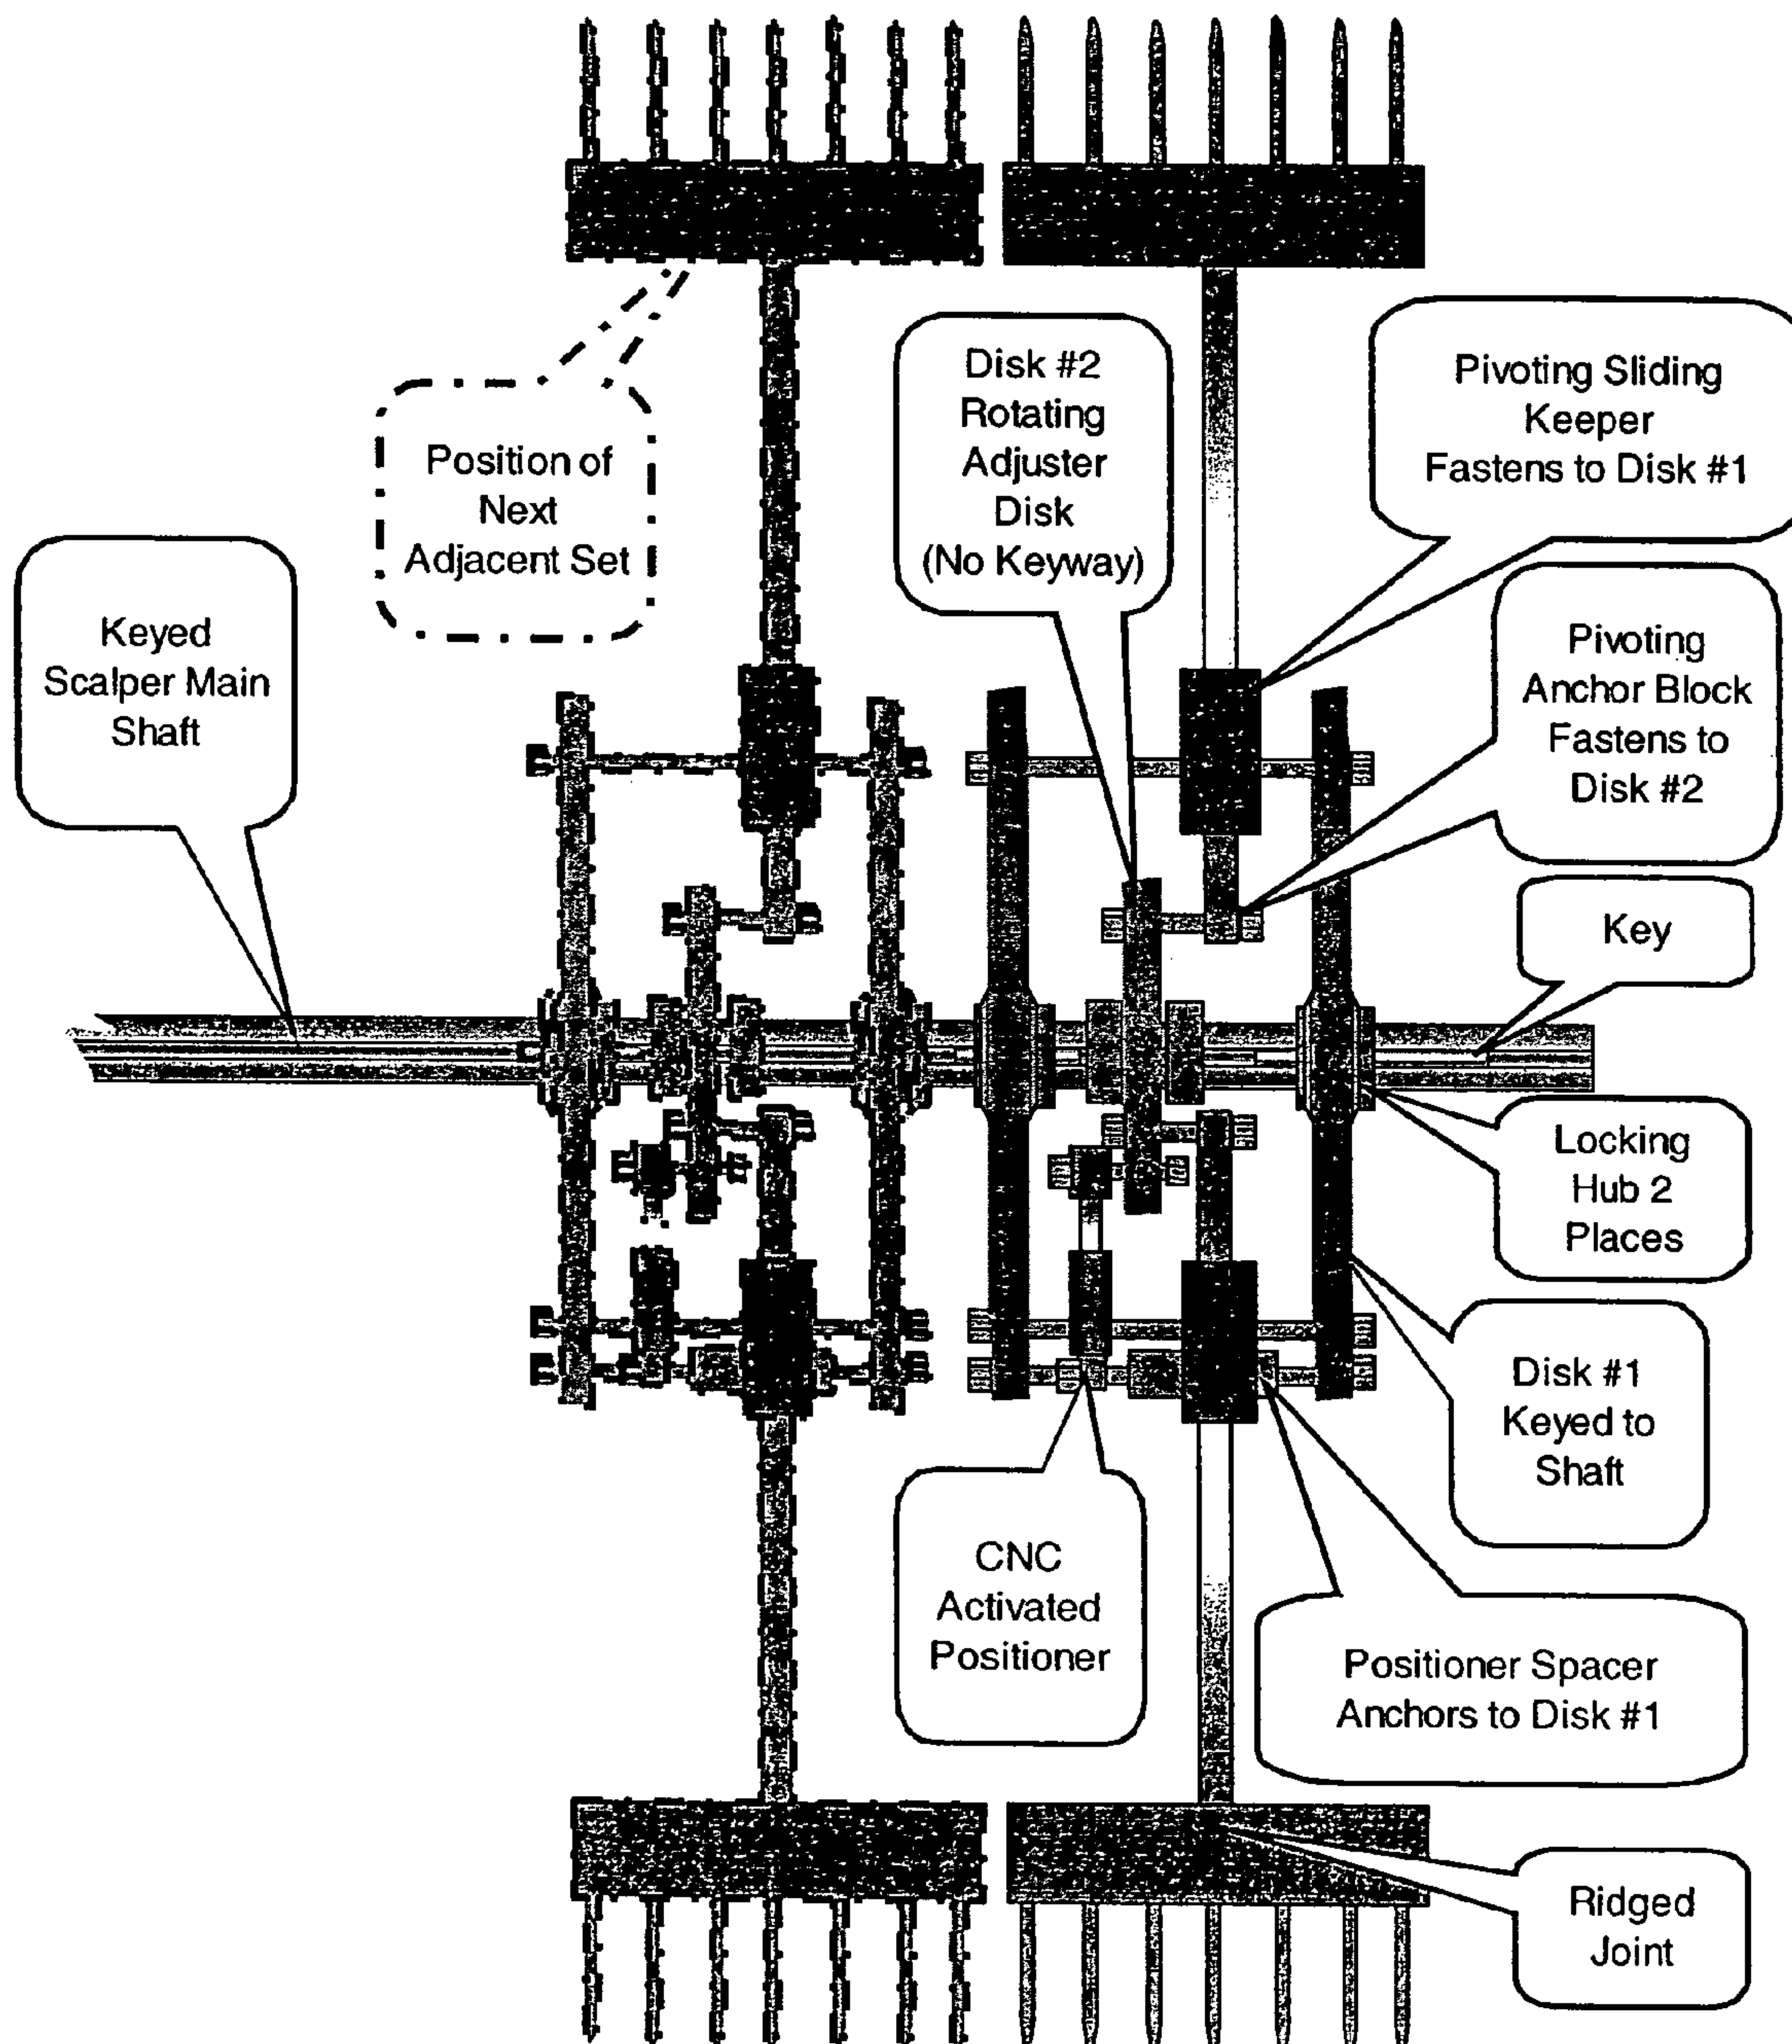 Disk #2
Rotating
Adjuster
Disk
(No Keyway)
Pivoting Sliding
Keeper
Fastens to Disk #1
Position of
Next
Adjacent Set
Keyed
Scalper Main
Shaft
Pivoting
Anchor Block
Fastens to
Disk #2
Key
Locking
Hub 2
Places
Disk #1
Keyed to
Shaft
CNC
Activated
Positioner
Positioner Spacer
Anchors to Disk #1
Ridged
Joint